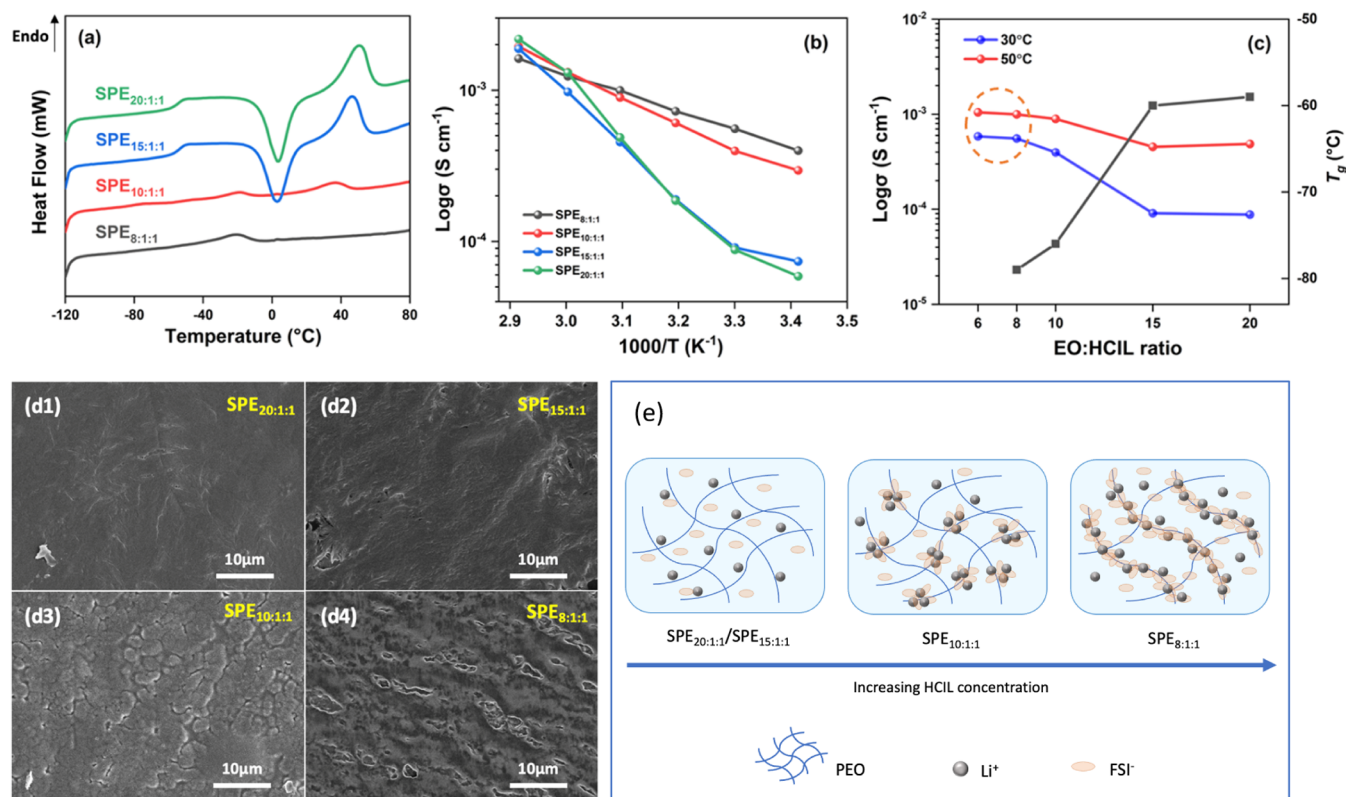 Endo
(a)
SPE20:1:1
SPE15:1:1
SPE10:1:1
SPE8:1:1
Heat Flow (mW)
-120
-80
-40
0
40
80
Temperature (°C)
(b)
Logσ (S cm-1)
10-3
10-4
SPE8:1:1
SPE10:1:1
SPE15:1:1
SPE20:1:1
2.9
3.0
3.1
3.2
3.3
3.4
3.5
1000/T (K-1)
(c)
30°C
50°C
Logσ (S cm-1)
10-2
10-3
10-4
10-5
-50
-60
-70
-80
Tg (°C)
6
8
10
15
20
EO:HCIL ratio
(d1)
SPE20:1:1
10μm
(d2)
SPE15:1:1
10μm
(d3)
SPE10:1:1
10μm
(d4)
SPE8:1:1
10μm
(e)
SPE20:1:1/SPE15:1:1
SPE10:1:1
SPE8:1:1
Increasing HCIL concentration
PEO
Li+
FSI-